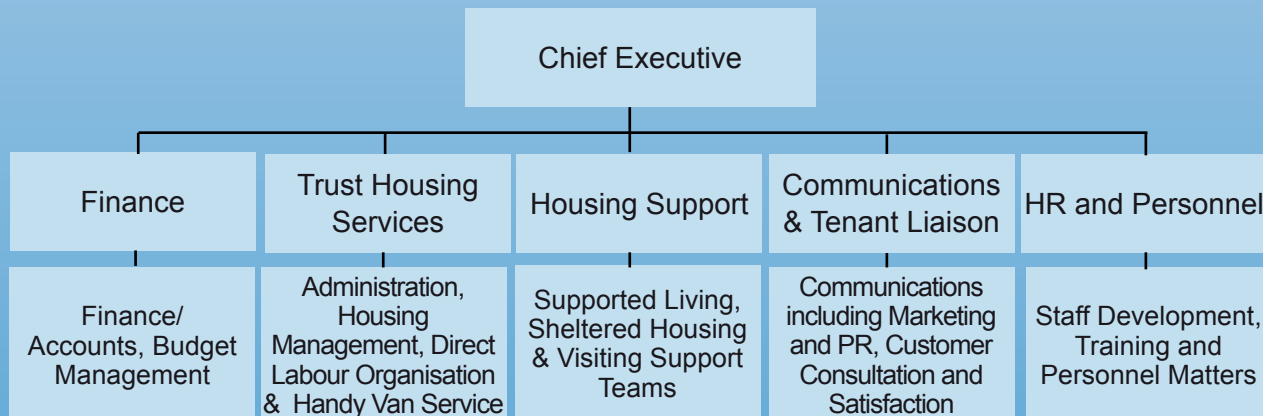 Chief Executive
Finance
Trust Housing
Services
Housing Support
Communications
& Tenant Liaison
HR and Personnel
Finance/
Accounts, Budget
Management
Administration,
Housing
Management, Direct
Labour Organisation
& Handy Van Service
Supported Living,
Sheltered Housing
& Visiting Support
Teams
Communications
including Marketing
and PR, Customer
Consultation and
Satisfaction
Staff Development,
Training and
Personnel Matters